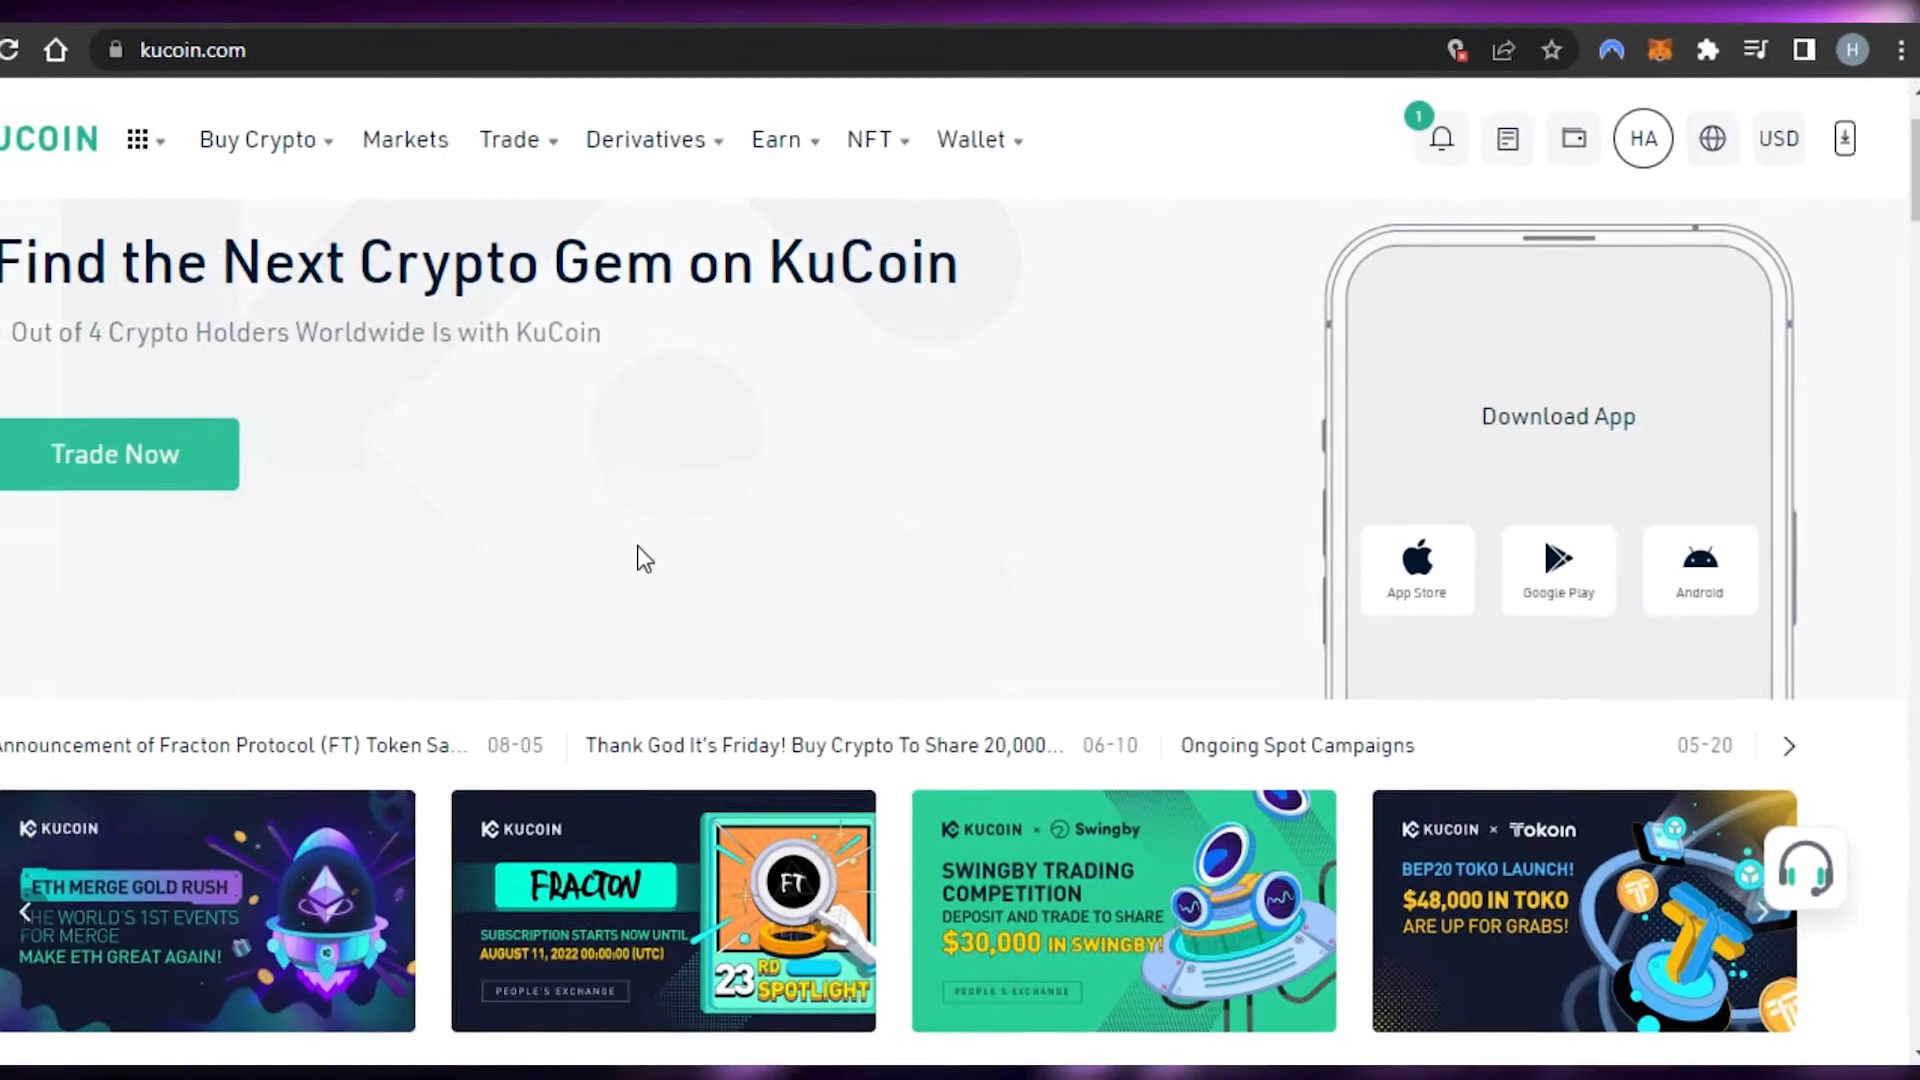 kucoin.com
H
UCOIN
Buy Crypto
Markets
Trade
Derivatives
Earn
NFT
Wallet
1
HA
USD
Find the Next Crypto Gem on KuCoin
Out of 4 Crypto Holders Worldwide Is with KuCoin
Trade Now
Download App
App Store
Google Play
Android
nnouncement of Fracton Protocol (FT) Token Sa...
08-05
Thank God It's Friday! Buy Crypto To Share 20,000...
06-10
Ongoing Spot Campaigns
05-20
KUCOIN
ETH MERGE GOLD RUSH
THE WORLD'S 1ST EVENTS
FOR MERGE
MAKE ETH GREAT AGAIN!
KUCOIN
FRACTON
SUBSCRIPTION STARTS NOW UNTIL
AUGUST 11, 2022 00:00:00 (UTC)
PEOPLE'S EXCHANGE
FT
23RD
SPOTLIGHT
KUCOIN × Swingby
SWINGBY TRADING
COMPETITION
DEPOSIT AND TRADE TO SHARE
$30,000 IN SWINGBY!
PEOPLE'S EXCHANGE
KUCOIN × Tokoin
BEP20 TOKO LAUNCH!
$48,000 IN TOKO
ARE UP FOR GRABS!